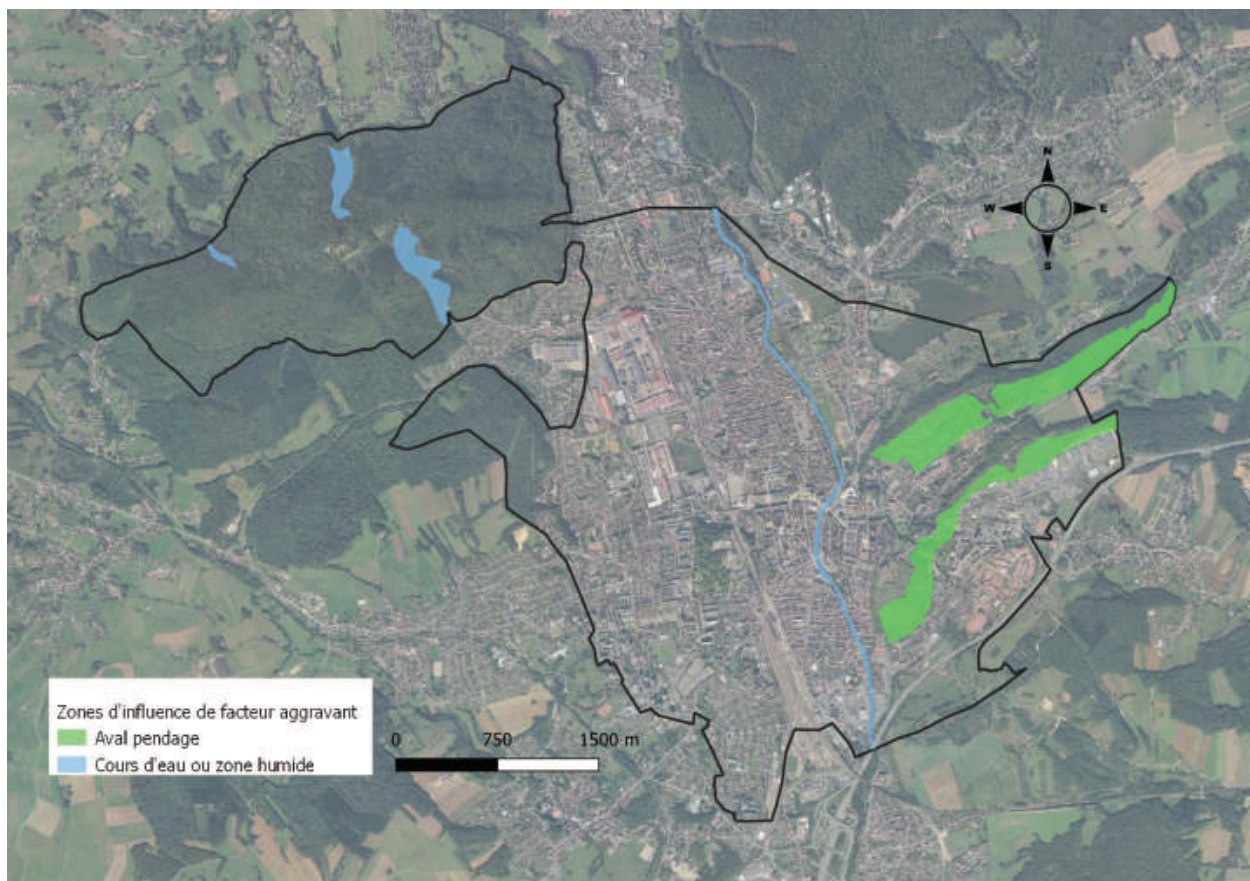 N
W E
S
Zones d'influence de facteur aggravant
Aval pendage
Cours d'eau ou zone humide
0 750 1500 m